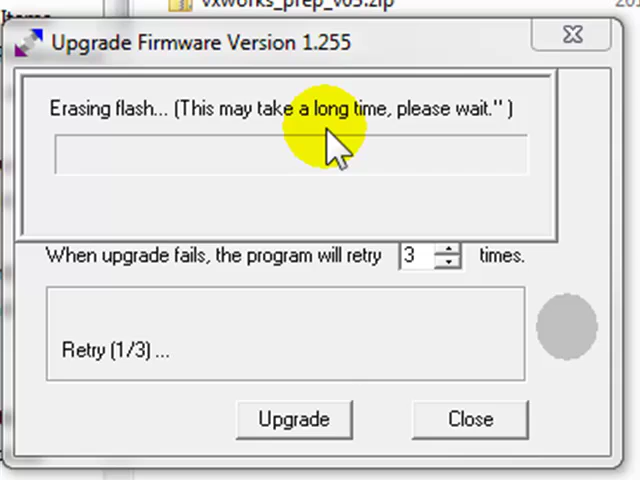 vxworks_prep_v03.zip
Upgrade Firmware Version 1.255
Erasing flash... (This may take a long time, please wait." )
When upgrade fails, the program will retry 3 times.
Retry (1/3) ...
Upgrade Close